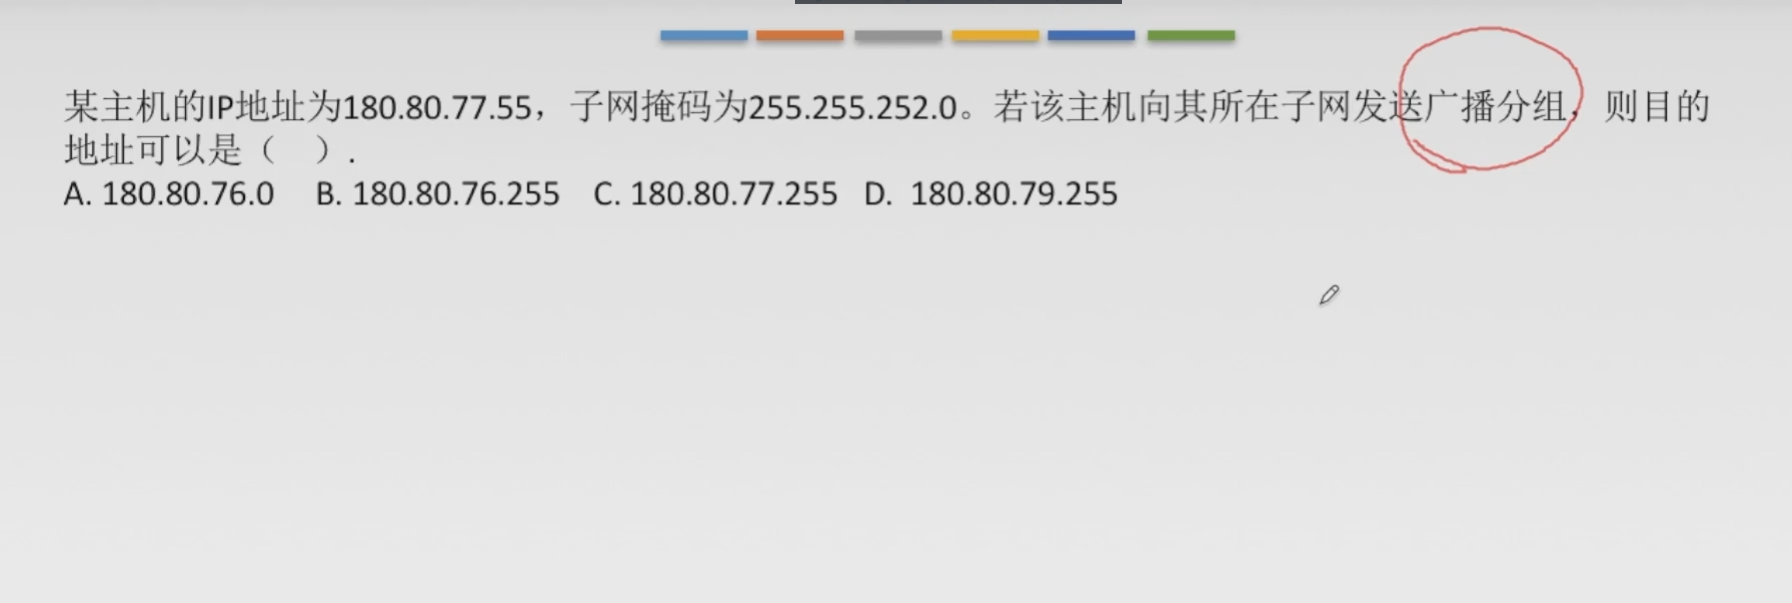 某主机的IP地址为180.80.77.55，子网掩码为255.255.252.0。若该主机向其所在子网发送广播分组，则目的
地址可以是（　）.
A. 180.80.76.0 B. 180.80.76.255 C. 180.80.77.255 D. 180.80.79.255